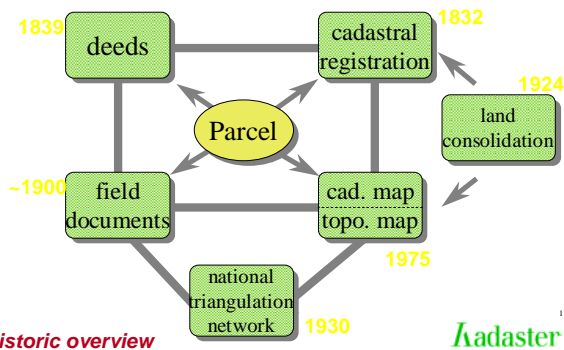 1839
deeds
1832
cadastral
registration
1924
land
consolidation
Parcel
~1900
field
documents
cad. map
topo. map
1975
national
triangulation
network
1930
istoric overview
Kadaster